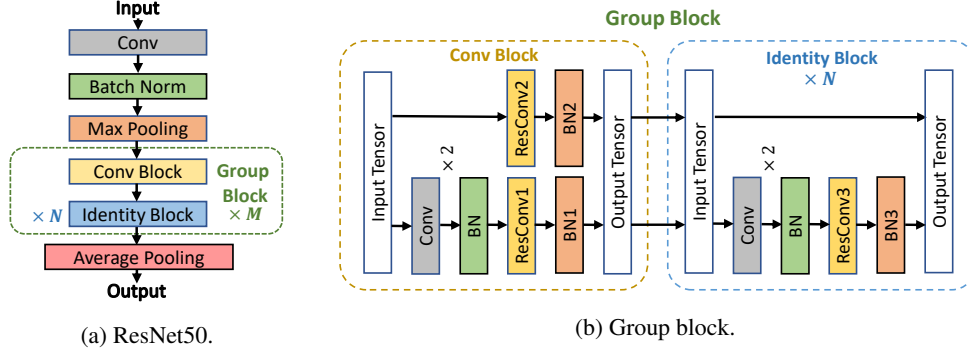 Input
Conv
Batch Norm
Max Pooling
Conv Block
Identity Block
× N
Group
Block
× M
Average Pooling
Output
(a) ResNet50.
Group Block
Conv Block
Input Tensor
ResConv2
BN2
× 2
Conv
BN
ResConv1
BN1
Output Tensor
Identity Block
× N
Input Tensor
× 2
Conv
BN
ResConv3
BN3
Output Tensor
(b) Group block.